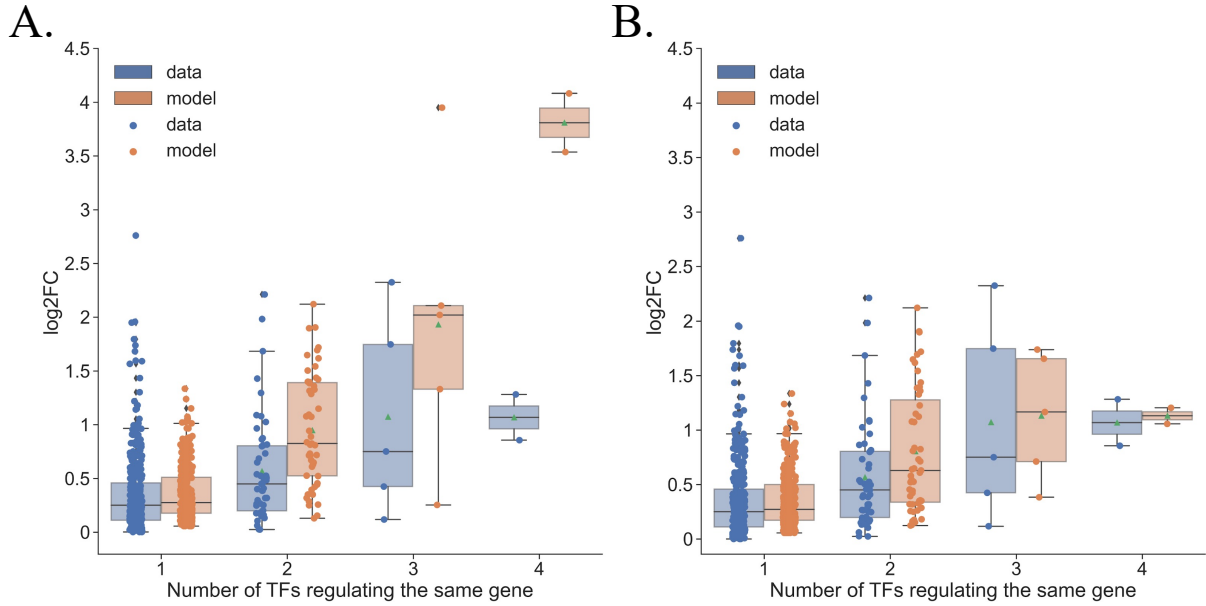 A.
4.5
4
3.5
3
2.5
2
1.5
1
0.5
0
log2FC
data
model
data
model
1 2 3 4
Number of TFs regulating the same gene
B.
4.5
4
3.5
3
2.5
2
1.5
1
0.5
0
log2FC
data
model
data
model
1 2 3 4
Number of TFs regulating the same gene